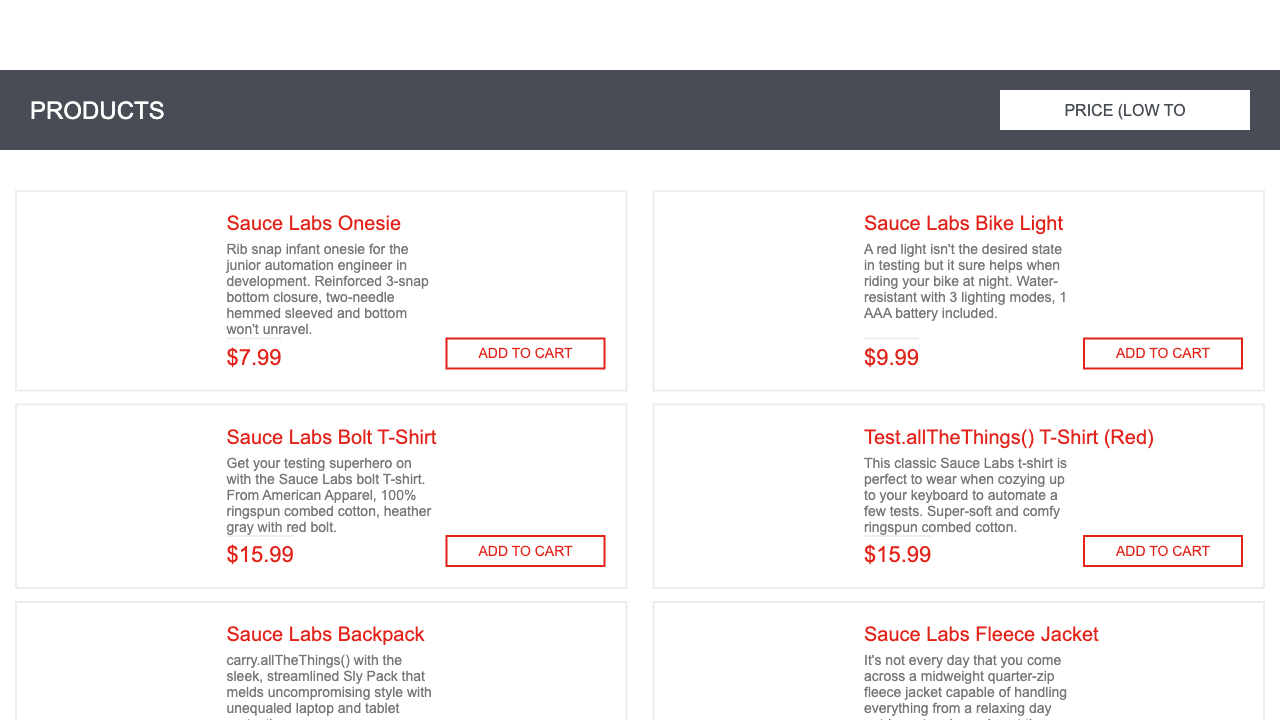 PRODUCTS
PRICE (LOW TO
Sauce Labs Onesie
Rib snap infant onesie for the
junior automation engineer in
development. Reinforced 3-snap
bottom closure, two-needle
hemmed sleeved and bottom
won't unravel.
$7.99
ADD TO CART
Sauce Labs Bike Light
A red light isn't the desired state
in testing but it sure helps when
riding your bike at night. Water-
resistant with 3 lighting modes, 1
AAA battery included.
$9.99
ADD TO CART
Sauce Labs Bolt T-Shirt
Get your testing superhero on
with the Sauce Labs bolt T-shirt.
From American Apparel, 100%
ringspun combed cotton, heather
gray with red bolt.
$15.99
ADD TO CART
Test.allTheThings() T-Shirt (Red)
This classic Sauce Labs t-shirt is
perfect to wear when cozying up
to your keyboard to automate a
few tests. Super-soft and comfy
ringspun combed cotton.
$15.99
ADD TO CART
Sauce Labs Backpack
carry.allTheThings() with the
sleek, streamlined Sly Pack that
melds uncompromising style with
unequaled laptop and tablet
Sauce Labs Fleece Jacket
It's not every day that you come
across a midweight quarter-zip
fleece jacket capable of handling
everything from a relaxing day